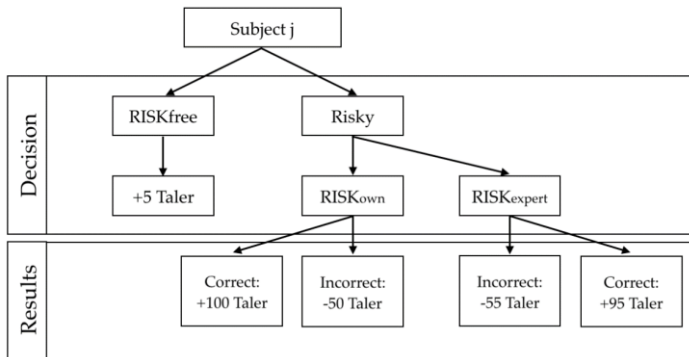 Subject j
Decision
RISKfree
Risky
+5 Taler
RISKown
RISKexpert
Results
Correct:
+100 Taler
Incorrect:
-50 Taler
Incorrect:
-55 Taler
Correct:
+95 Taler